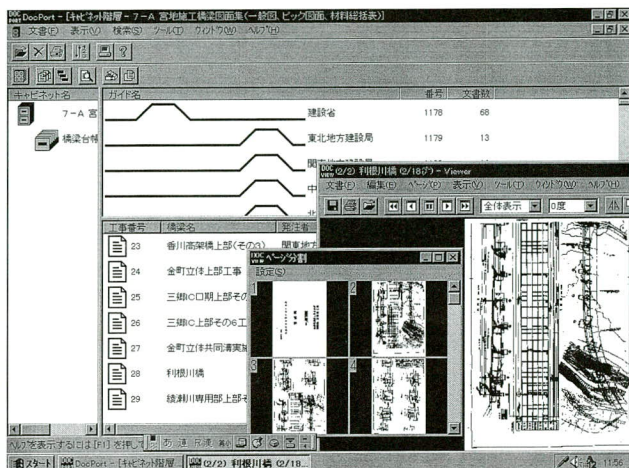 DocPort - [ｷｬﾋﾞﾈｯﾄ階層 - 7-A 宮地施工橋梁図面集(一般図、ピック図面、材料総括表)]
文書(F) 表示(V) 検索(S) ツール(T) ウィンドウ(W) ヘルプ(H)
キャビネット名
7-A 宮
橋梁台帳
ガイド名 番号 文書数
建設省 1178 68
東北地方建設局 1179 13
(2/2) 利根川橋 (2/18ﾍﾟｰｼﾞ) - Viewer
文書(F) 編集(E) ページ(P) 表示(V) ツール(T) ウィンドウ(W) ヘルプ(H)
全体表示 0度
工事番号 橋梁名 発注者
23 香川高架橋上部(その3) 関東地方
24 金町立体上部工事
25 三郷IC口期上部その
26 三郷IC上部その6工
27 金町立体共同溝実施
28 利根川橋
29 綾瀬川専用部上部そ
ページ分割
設定(S)
1 2
3 4
ヘルプを表示するには[F1]を押して
スタート DocPort - [ｷｬﾋﾞﾈｯﾄ階層 (2/2) 利根川橋 (2/18... 11:56